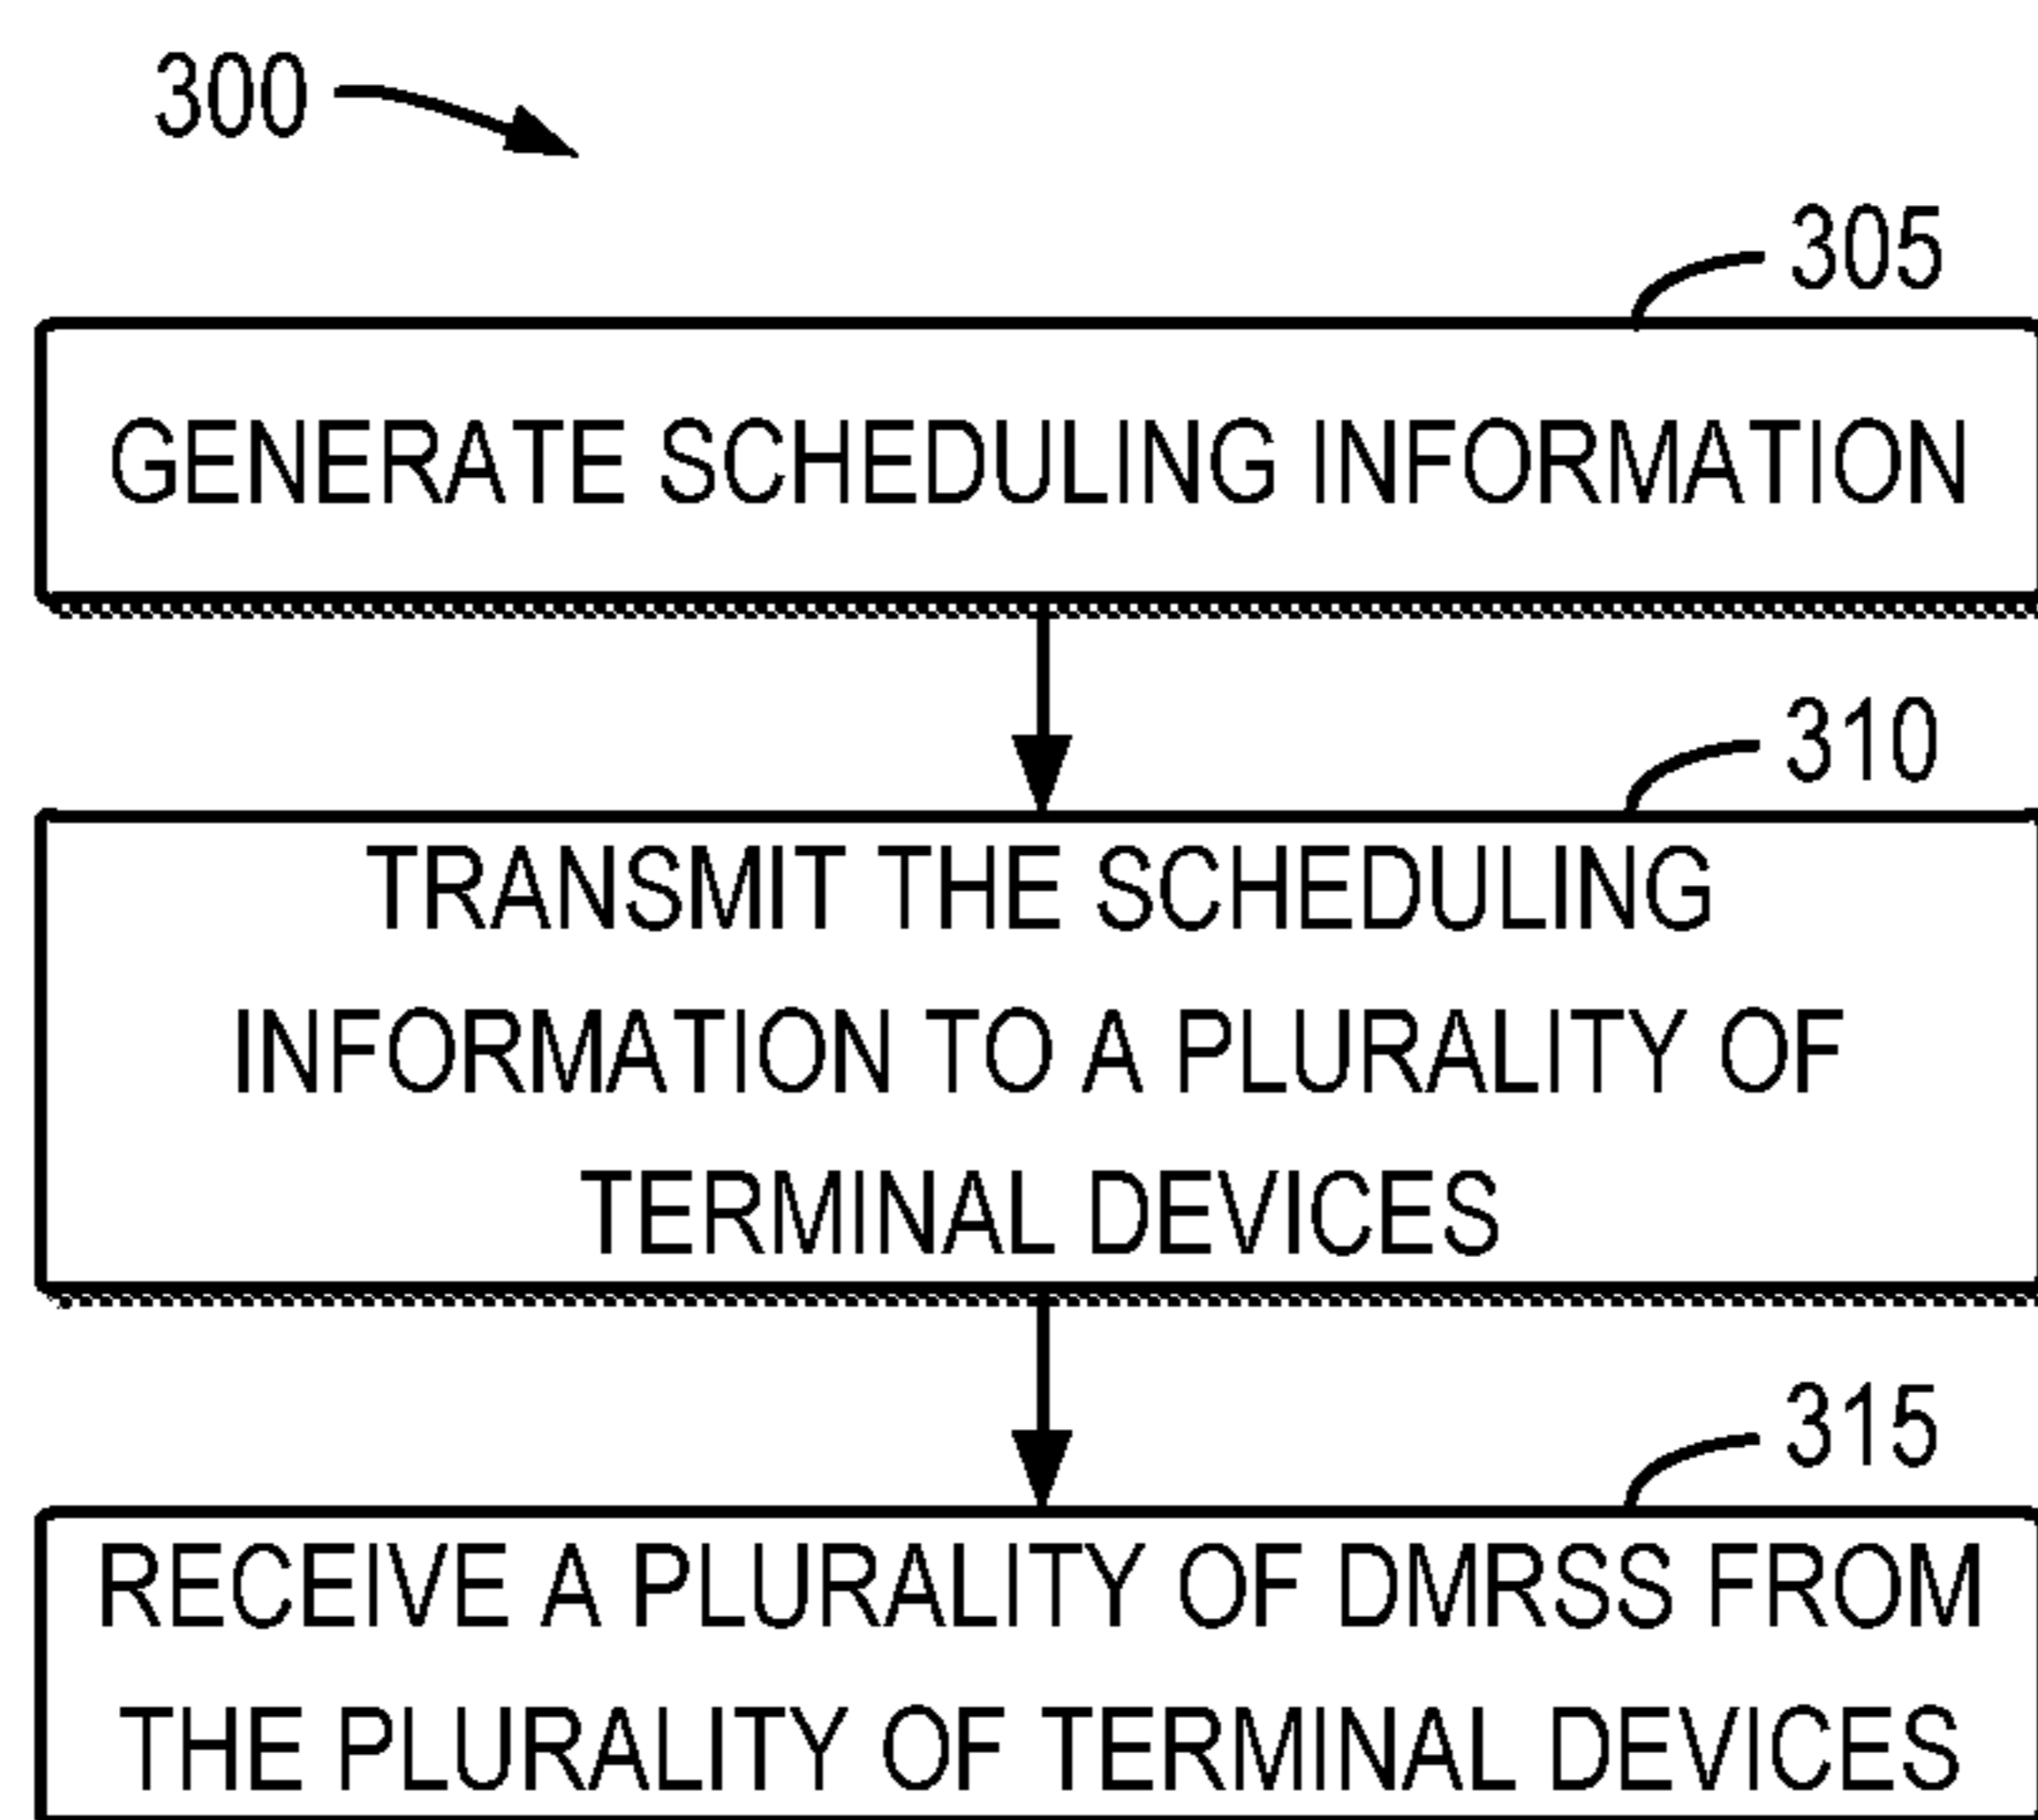 300
305
GENERATE SCHEDULING INFORMATION
310
TRANSMIT THE SCHEDULING
INFORMATION TO A PLURALITY OF
TERMINAL DEVICES
315
RECEIVE A PLURALITY OF DMRSS FROM
THE PLURALITY OF TERMINAL DEVICES